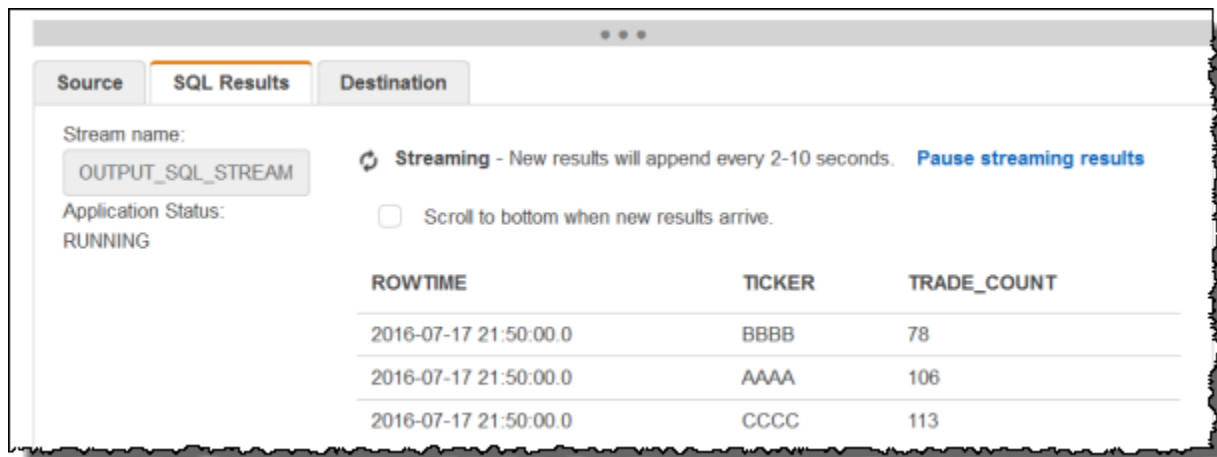 Source SQL Results Destination
Stream name:
OUTPUT_SQL_STREAM
Application Status:
RUNNING
Streaming - New results will append every 2-10 seconds. Pause streaming results
Scroll to bottom when new results arrive.
ROWTIME TICKER TRADE_COUNT
2016-07-17 21:50:00.0 BBBB 78
2016-07-17 21:50:00.0 AAAA 106
2016-07-17 21:50:00.0 CCCC 113